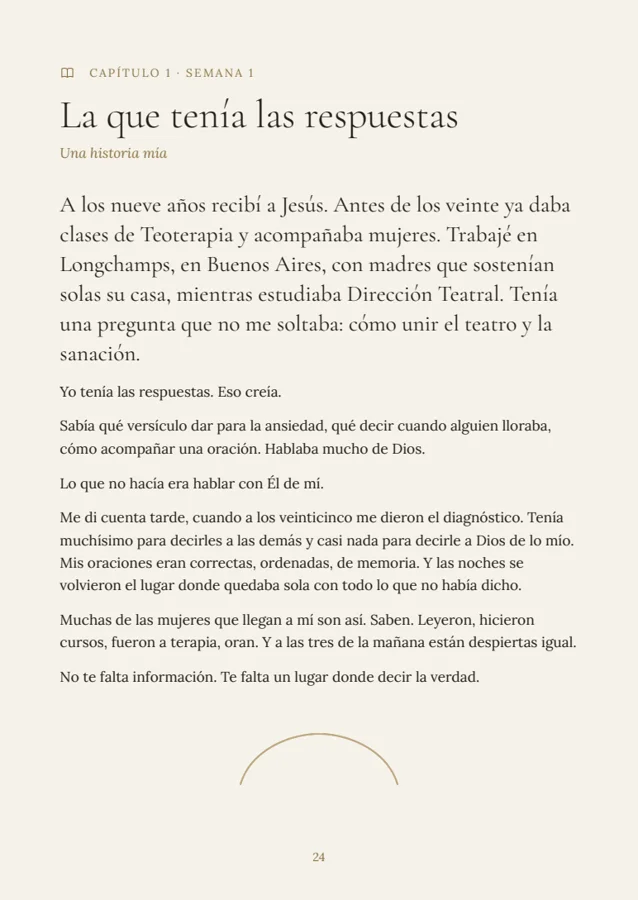 CAPÍTULO 1 · SEMANA 1
La que tenía las respuestas
Una historia mía
A los nueve años recibí a Jesús. Antes de los veinte ya daba
clases de Teoterapia y acompañaba mujeres. Trabajé en
Longchamps, en Buenos Aires, con madres que sostenían
solas su casa, mientras estudiaba Dirección Teatral. Tenía
una pregunta que no me soltaba: cómo unir el teatro y la
sanación.
Yo tenía las respuestas. Eso creía.
Sabía qué versículo dar para la ansiedad, qué decir cuando alguien lloraba,
cómo acompañar una oración. Hablaba mucho de Dios.
Lo que no hacía era hablar con Él de mí.
Me di cuenta tarde, cuando a los veinticinco me dieron el diagnóstico. Tenía
muchísimo para decirles a las demás y casi nada para decirle a Dios de lo mío.
Mis oraciones eran correctas, ordenadas, de memoria. Y las noches se
volvieron el lugar donde quedaba sola con todo lo que no había dicho.
Muchas de las mujeres que llegan a mí son así. Saben. Leyeron, hicieron
cursos, fueron a terapia, oran. Y a las tres de la mañana están despiertas igual.
No te falta información. Te falta un lugar donde decir la verdad.
24